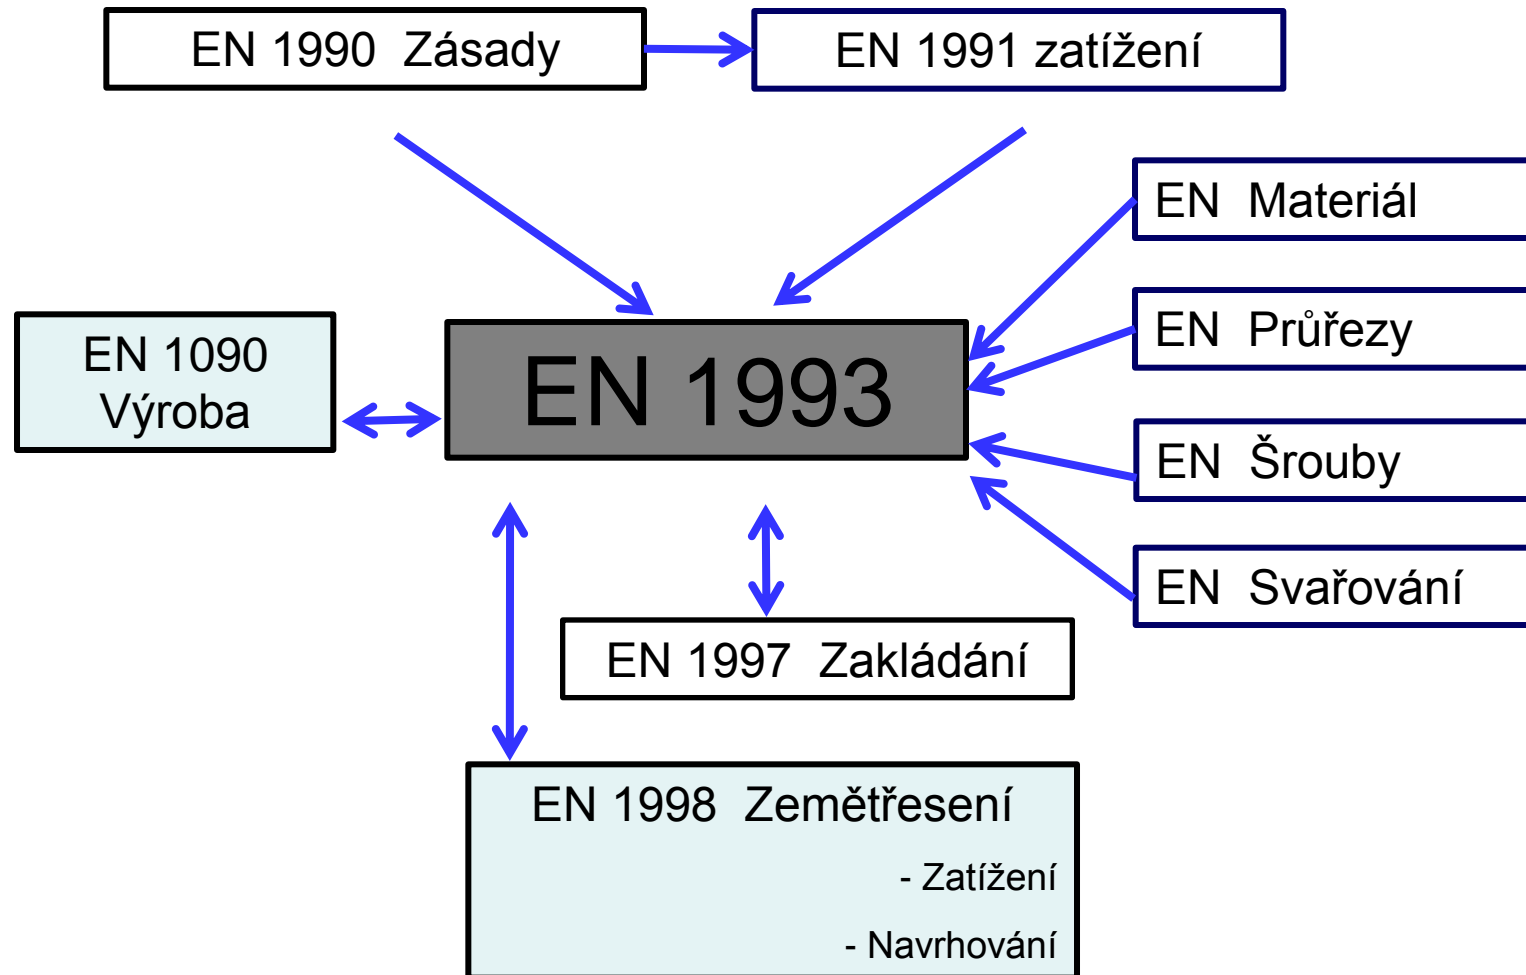 EN 1990  Zásady
EN 1991 zatížení
EN  Materiál
EN  Průřezy
EN 1090
Výroba
EN 1993
EN  Šrouby
EN  Svařování
EN 1997  Zakládání
EN 1998  Zemětřesení
- Zatížení
- Navrhování